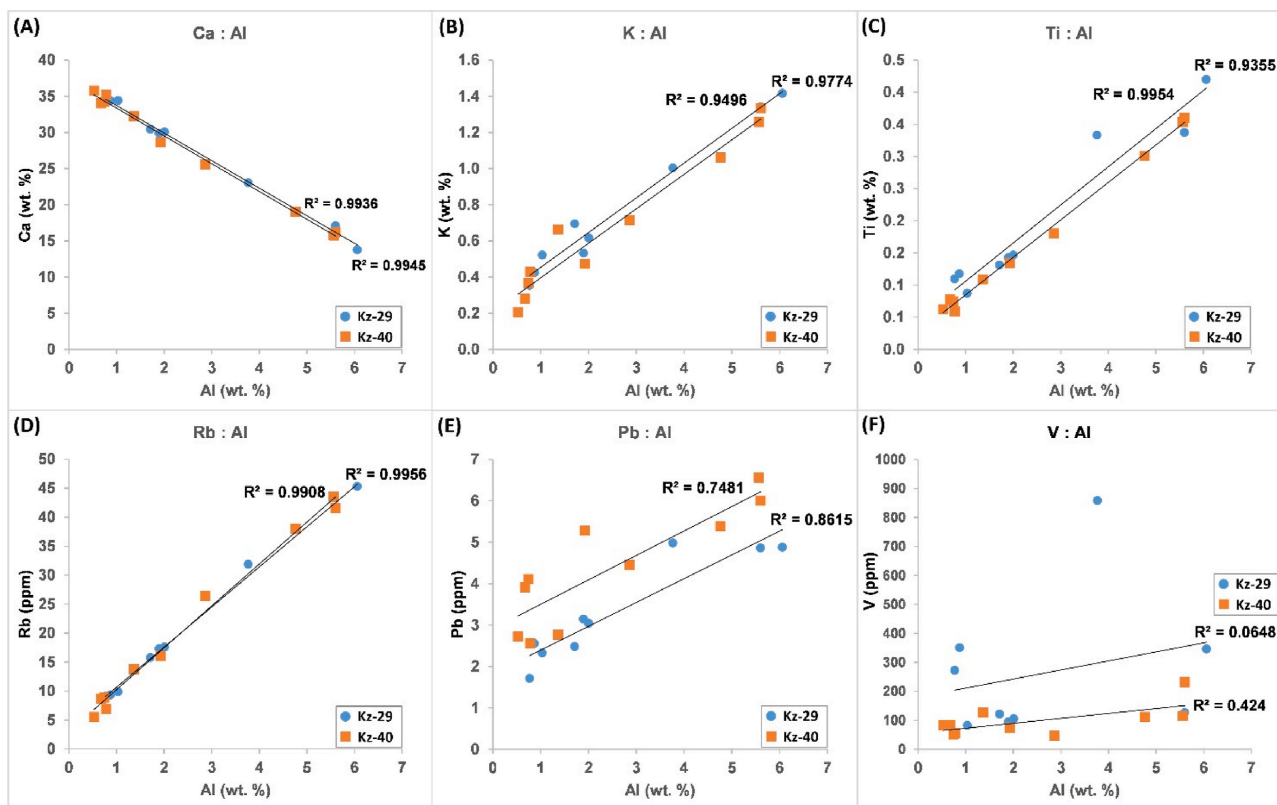 (A)
Ca : Al
40
35
30
25
20
15
10
5
0
Ca (wt. %)
0 1 2 3 4 5 6 7
Al (wt. %)
R² = 0.9936
R² = 0.9945
Kz-29
Kz-40
(B)
K : Al
1.6
1.4
1.2
1.0
0.8
0.6
0.4
0.2
0.0
K (wt. %)
0 1 2 3 4 5 6 7
Al (wt. %)
R² = 0.9774
R² = 0.9496
Kz-29
Kz-40
(C)
Ti : Al
0.5
0.4
0.4
0.3
0.3
0.2
0.2
0.1
0.1
0.0
Ti (wt. %)
0 1 2 3 4 5 6 7
Al (wt. %)
R² = 0.9355
R² = 0.9954
Kz-29
Kz-40
(D)
Rb : Al
50
45
40
35
30
25
20
15
10
5
0
Rb (ppm)
0 1 2 3 4 5 6 7
Al (wt. %)
R² = 0.9956
R² = 0.9908
Kz-29
Kz-40
(E)
Pb : Al
7
6
5
4
3
2
1
0
Pb (ppm)
0 1 2 3 4 5 6 7
Al (wt. %)
R² = 0.7481
R² = 0.8615
Kz-29
Kz-40
(F)
V : Al
1000
900
800
700
600
500
400
300
200
100
0
V (ppm)
0 1 2 3 4 5 6 7
Al (wt. %)
Kz-29
Kz-40
R² = 0.0648
R² = 0.424